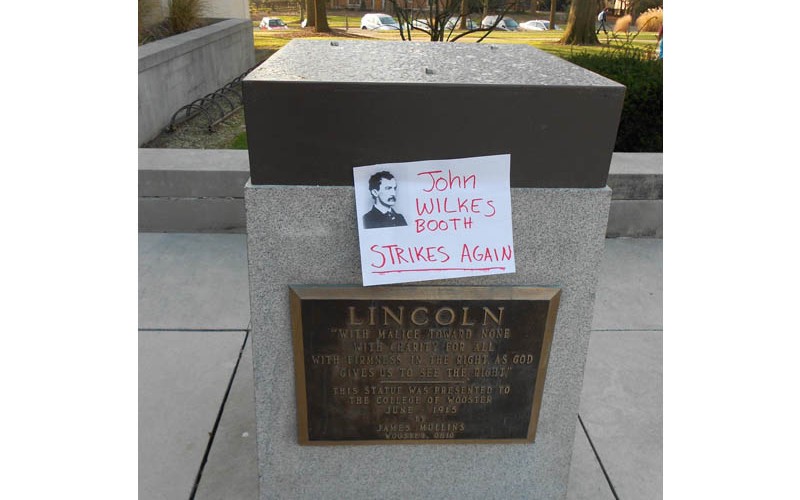 John
WILKES
BOOTH
STRIKES AGAIN
LINCOLN
"WITH MALICE TOWARD NONE
WITH CHARITY FOR ALL
WITH FIRMNESS IN THE RIGHT AS GOD
GIVES US TO SEE THE RIGHT"
THIS STATUE WAS PRESENTED TO
THE COLLEGE OF WOOSTER
JUNE 1915
BY
JAMES MULLINS
WOOSTER, OHIO